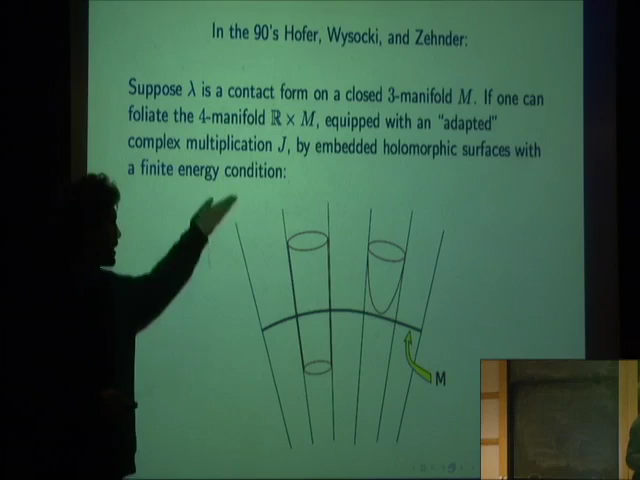 In the 90's Hofer, Wysocki, and Zehnder:
Suppose λ is a contact form on a closed 3-manifold M. If one can
foliate the 4-manifold ℝ × M, equipped with an "adapted"
complex multiplication J, by embedded holomorphic surfaces with
a finite energy condition:
M